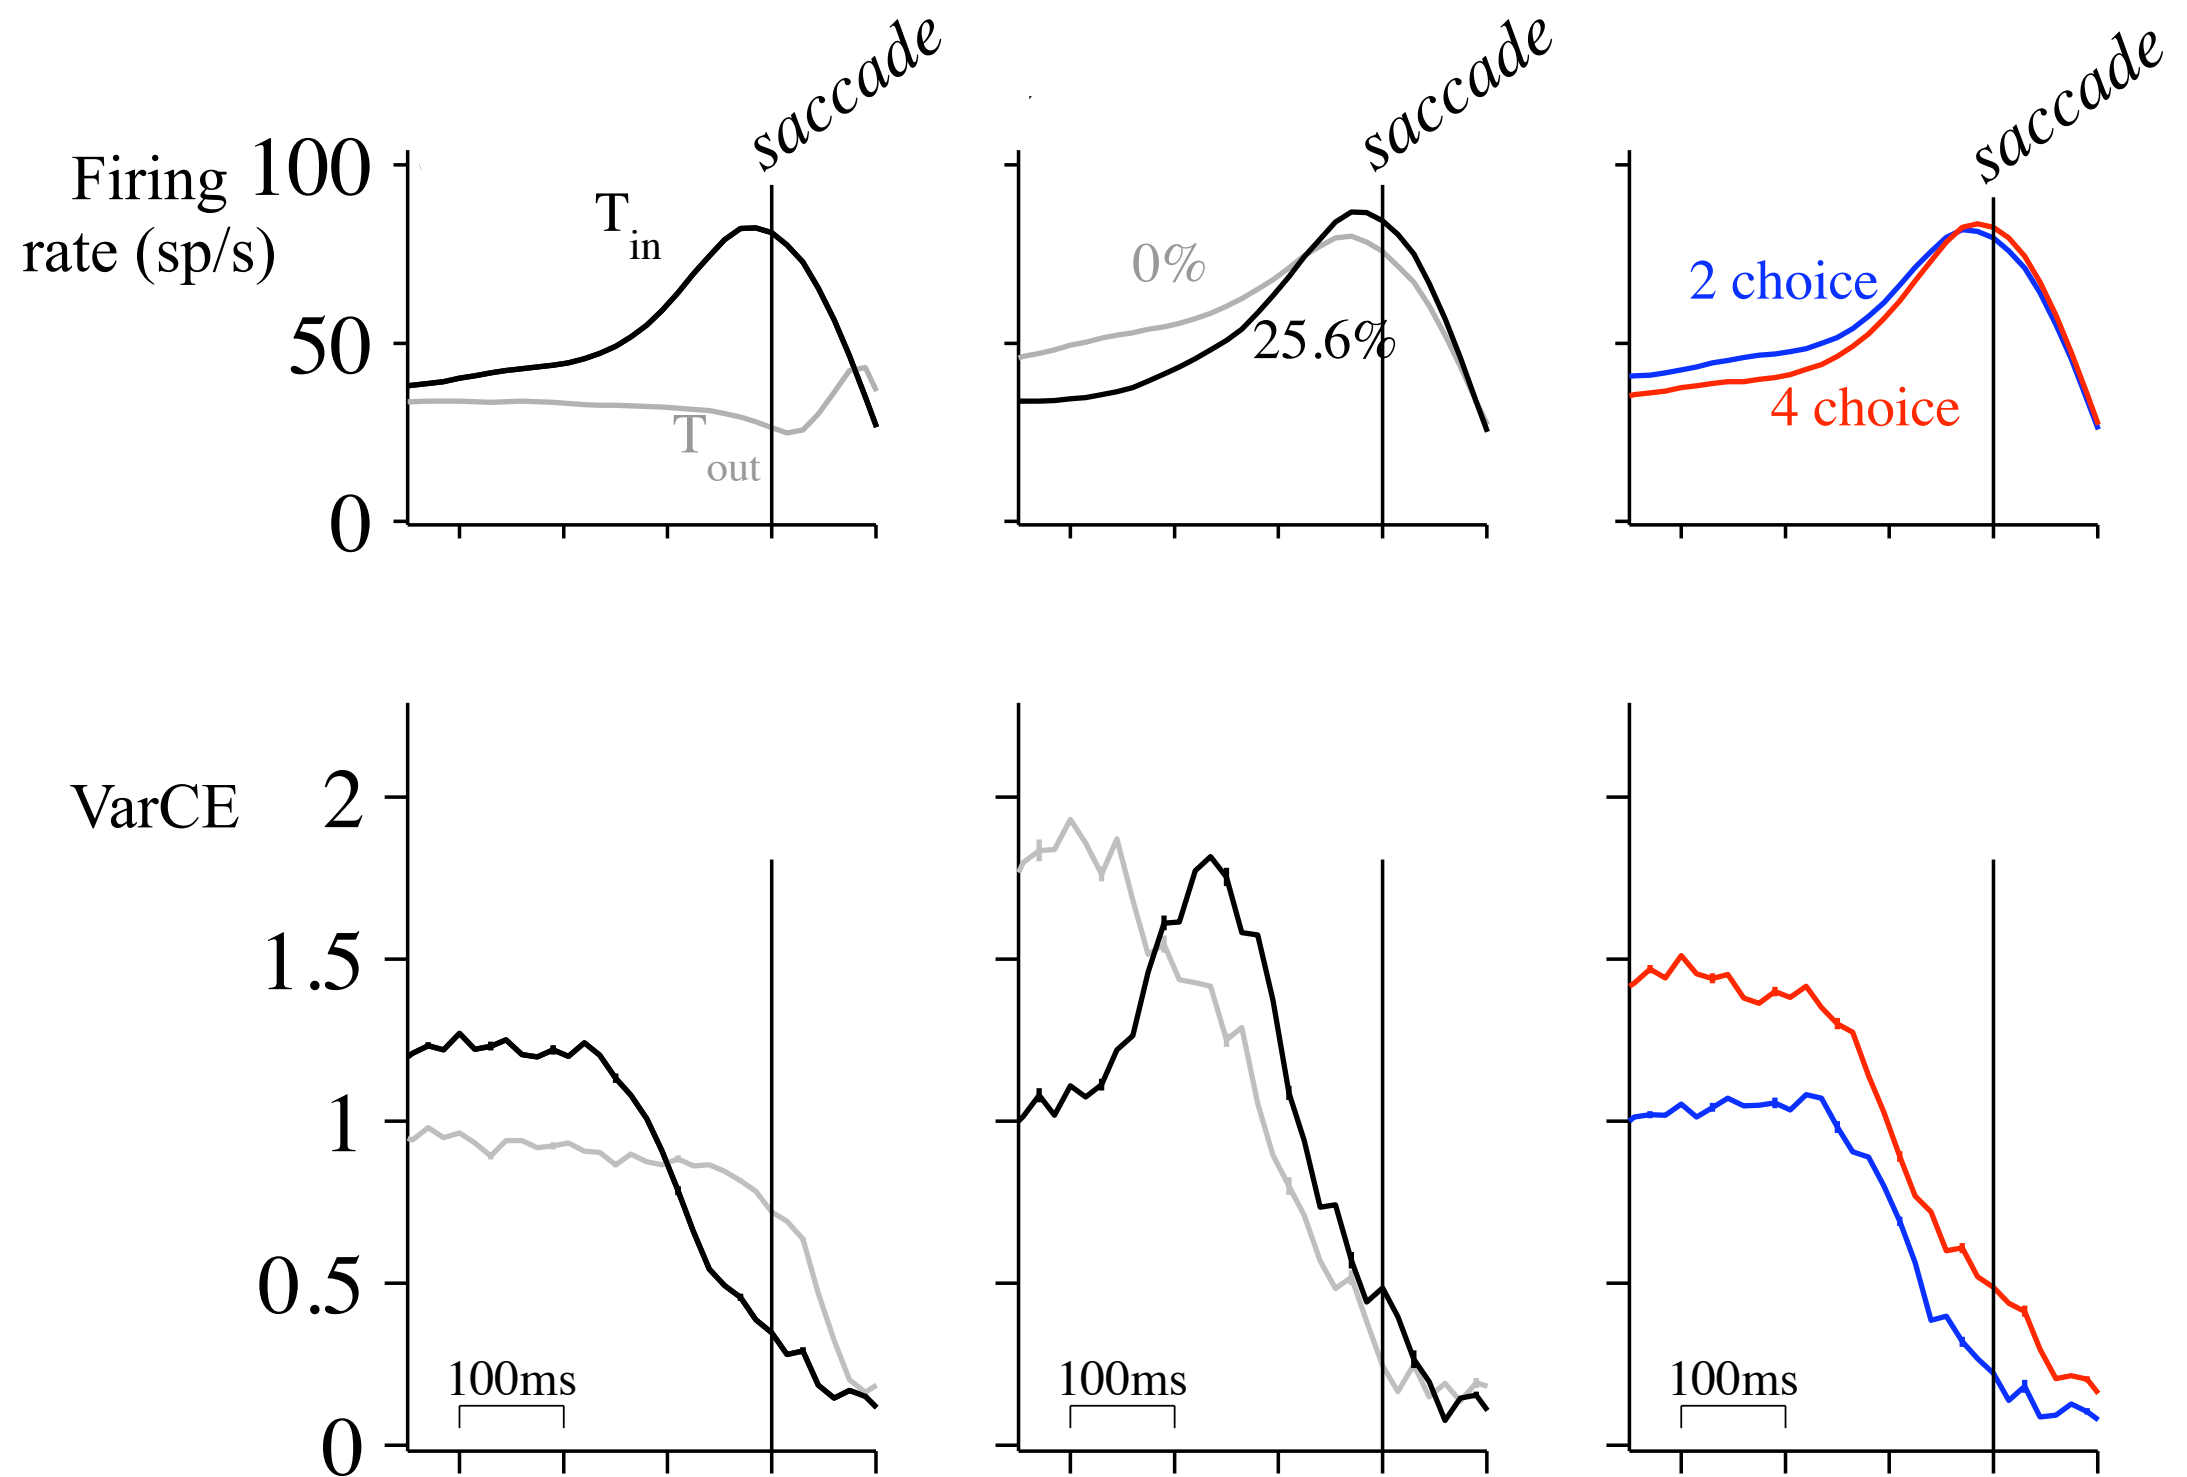 saccade
saccade
saccade
Firing
rate (sp/s)
100
50
0
T in
T out
0%
25.6%
2 choice
4 choice
VarCE
2
1.5
1
0.5
0
100ms
100ms
100ms